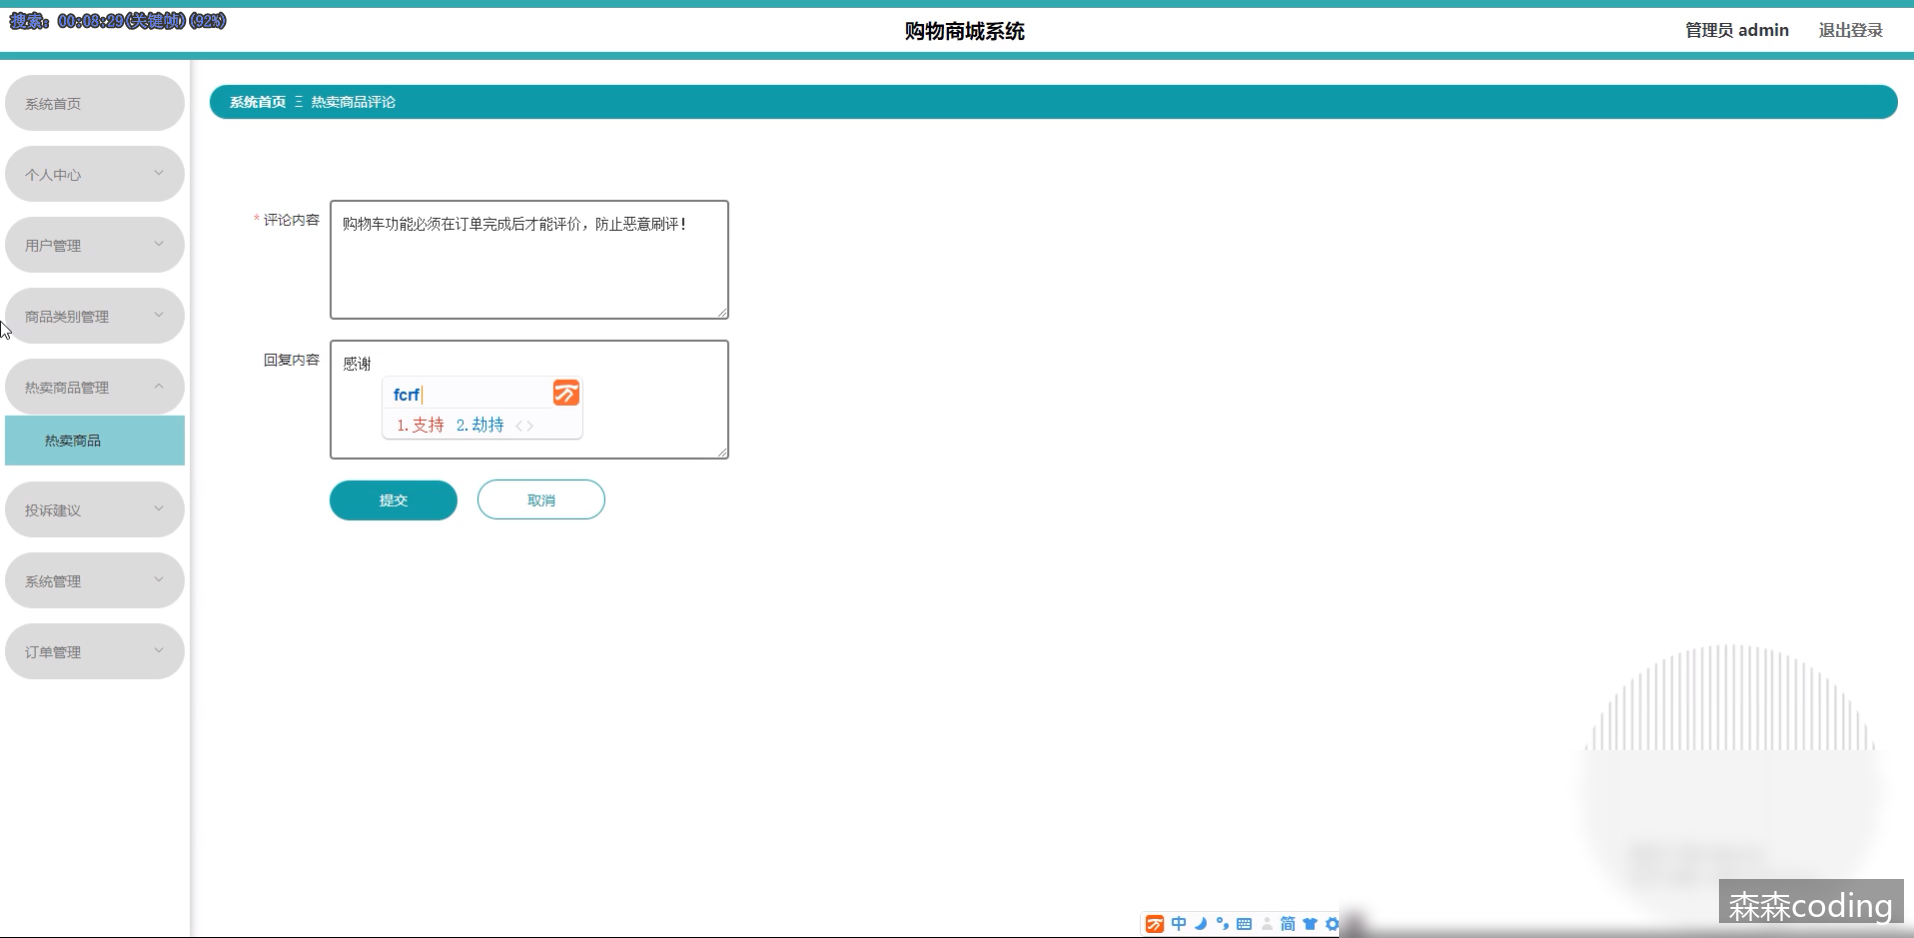 搜索: 00:08:29(关键帧)(92%)
购物商城系统
管理员 admin
退出登录
系统首页
个人中心
用户管理
商品类别管理
热卖商品管理
热卖商品
投诉建议
系统管理
订单管理
系统首页 Ξ 热卖商品评论
* 评论内容
购物车功能必须在订单完成后才能评价，防止恶意刷评！
回复内容
感谢
fcrf
1.支持 2.劫持 <>
提交
取消
中 简
森森coding